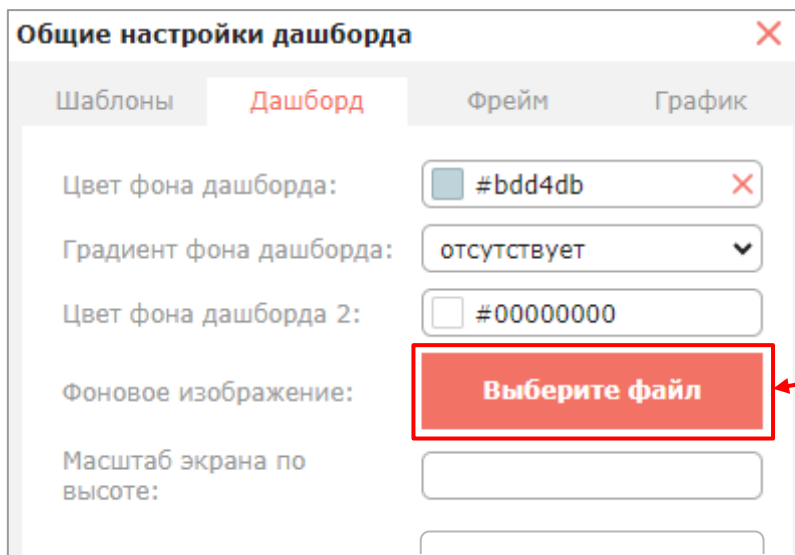 Общие настройки дашборда
Шаблоны Дашборд Фрейм График
Цвет фона дашборда: #bdd4db
Градиент фона дашборда: отсутствует
Цвет фона дашборда 2: #00000000
Фоновое изображение: Выберите файл
Масштаб экрана по
высоте: